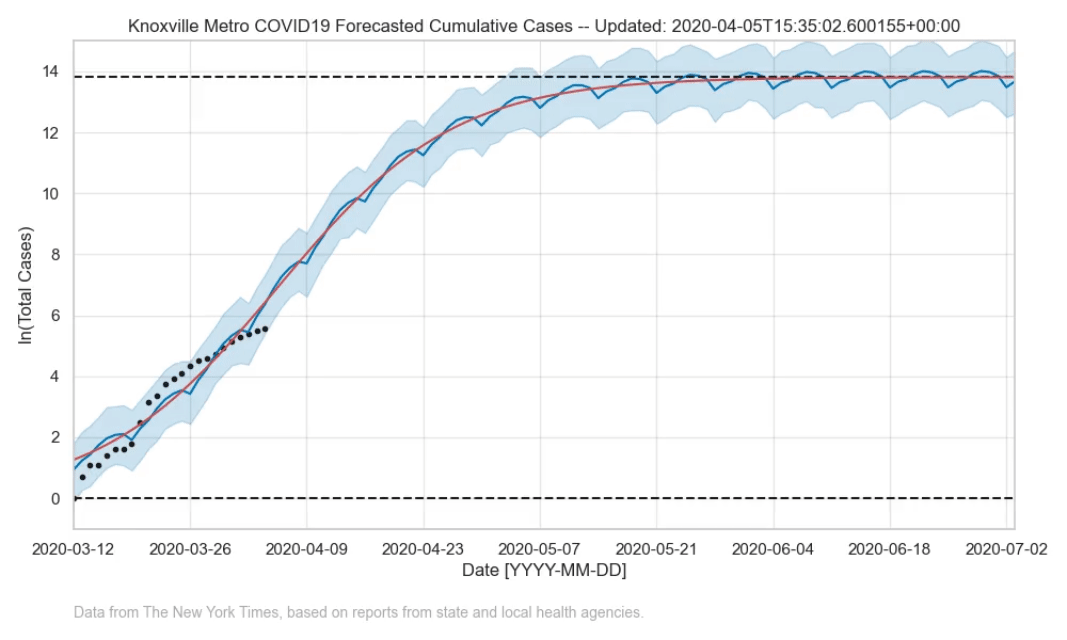 Knoxville Metro COVID19 Forecasted Cumulative Cases -- Updated: 2020-04-05T15:35:02.600155+00:00
14
12
10
8
6
4
2
0
ln(Total Cases)
2020-03-12 2020-03-26 2020-04-09 2020-04-23 2020-05-07 2020-05-21 2020-06-04 2020-06-18 2020-07-02
Date [YYYY-MM-DD]
Data from The New York Times, based on reports from state and local health agencies.